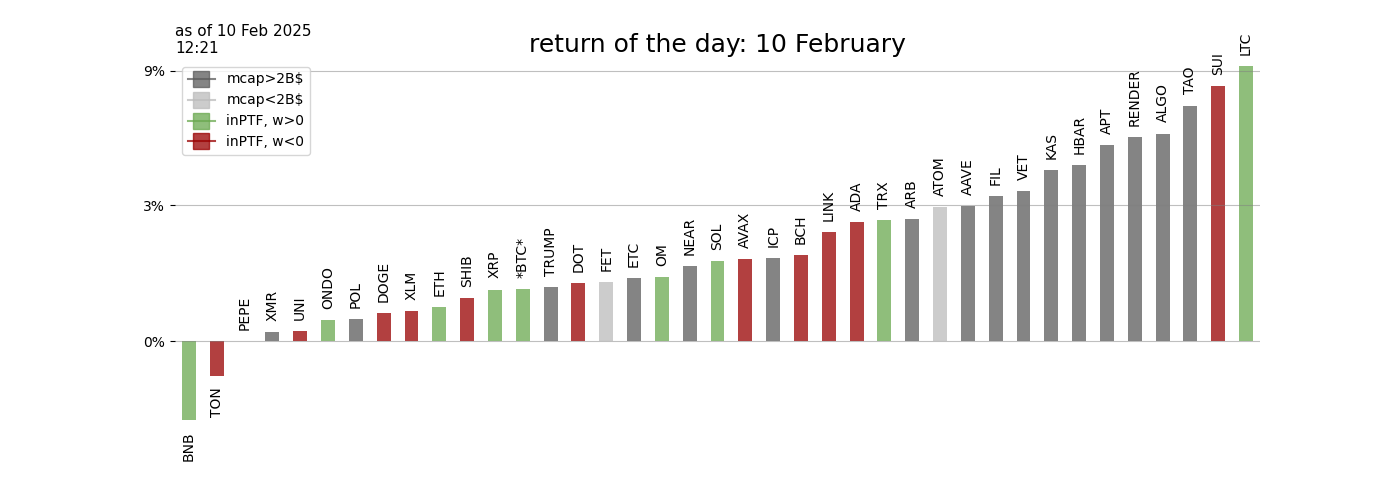 as of 10 Feb 2025
12:21
return of the day: 10 February
9%
3%
0%
mcap>2B$
mcap<2B$
inPTF, w>0
inPTF, w<0
BNB
TON
PEPE
XMR
UNI
ONDO
POL
DOGE
XLM
ETH
SHIB
XRP
*BTC*
TRUMP
DOT
FET
ETC
OM
NEAR
SOL
AVAX
ICP
BCH
LINK
ADA
TRX
ARB
ATOM
AAVE
FIL
VET
KAS
HBAR
APT
RENDER
ALGO
TAO
SUI
LTC